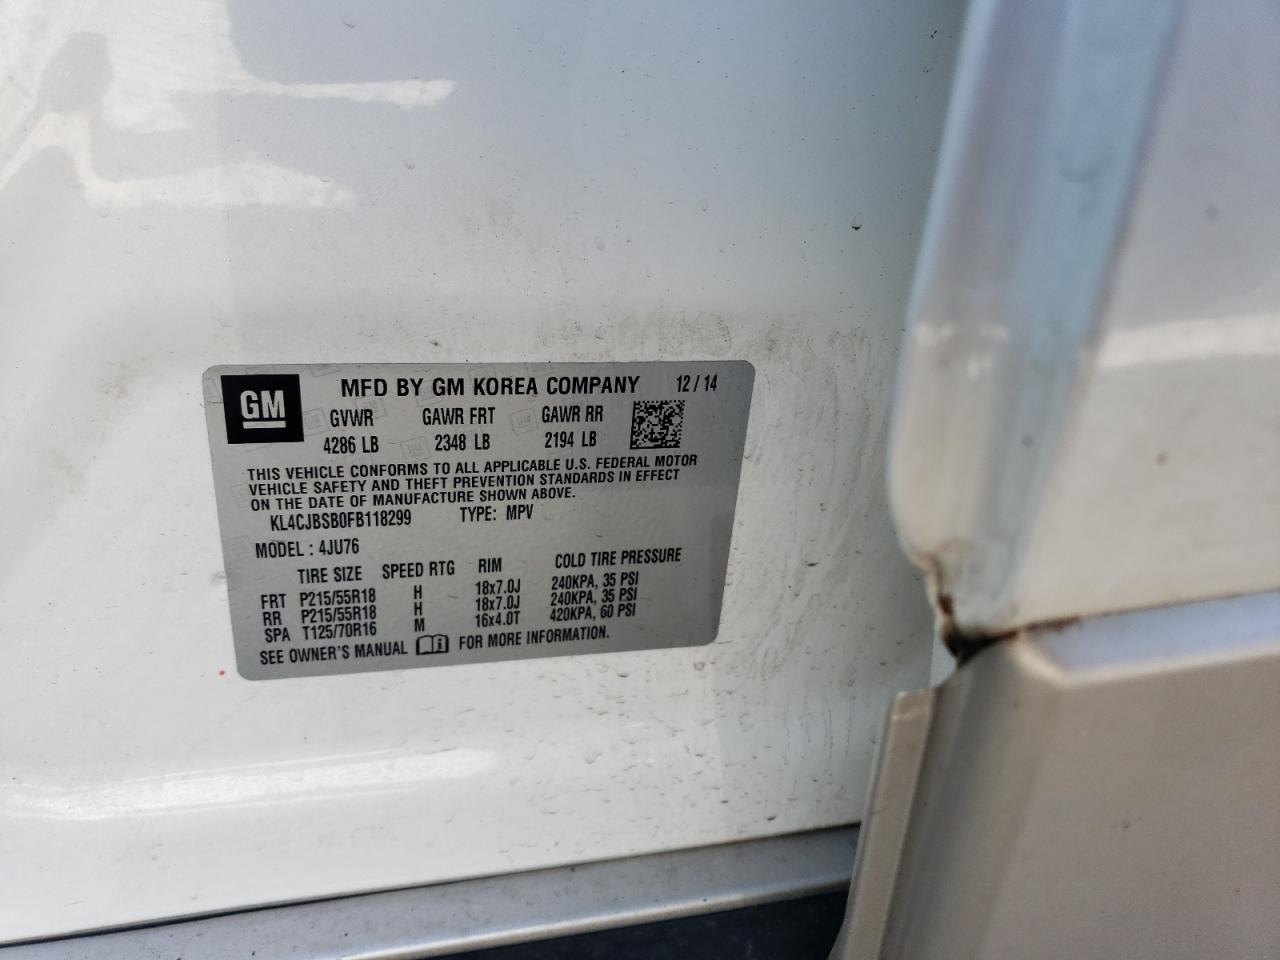 GM MFD BY GM KOREA COMPANY 12/14
GVWR GAWR FRT GAWR RR
4286 LB 2348 LB 2194 LB
THIS VEHICLE CONFORMS TO ALL APPLICABLE U.S. FEDERAL MOTOR
VEHICLE SAFETY AND THEFT PREVENTION STANDARDS IN EFFECT
ON THE DATE OF MANUFACTURE SHOWN ABOVE.
KL4CJBSB0FB118299 TYPE: MPV
MODEL : 4JU76
TIRE SIZE SPEED RTG RIM COLD TIRE PRESSURE
FRT P215/55R18 H 18x7.0J 240KPA, 35 PSI
RR P215/55R18 H 18x7.0J 240KPA, 35 PSI
SPA T125/70R16 M 16x4.0T 420KPA, 60 PSI
SEE OWNER'S MANUAL FOR MORE INFORMATION.